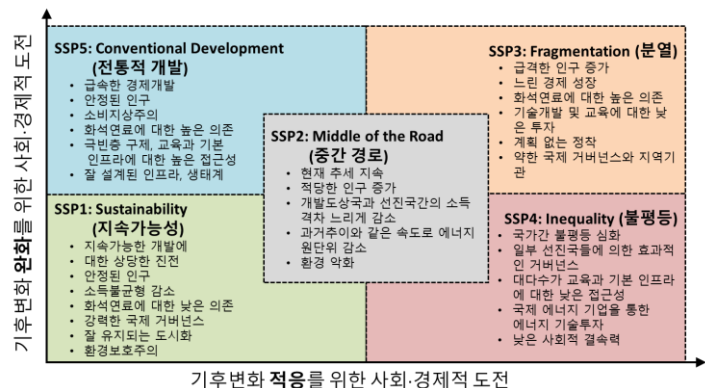 기후변화 완화를 위한 사회·경제적 도전
SSP5: Conventional Development
(전통적 개발)
• 급속한 경제개발
• 안정된 인구
• 소비지상주의
• 화석연료에 대한 높은 의존
• 극빈층 구제, 교육과 기본
인프라에 대한 높은 접근성
• 잘 설계된 인프라, 생태계
SSP3: Fragmentation (분열)
• 급격한 인구 증가
• 느린 경제 성장
• 화석연료에 대한 높은 의존
• 기술개발 및 교육에 대한 낮
은 투자
• 계획 없는 정착
• 약한 국제 거버넌스와 지역기
관
SSP2: Middle of the Road
(중간 경로)
• 현재 추세 지속
• 적당한 인구 증가
• 개발도상국과 선진국간의 소득
격차 느리게 감소
• 과거추이와 같은 속도로 에너지
원단위 감소
• 환경 악화
SSP1: Sustainability
(지속가능성)
• 지속가능한 개발에
• 대한 상당한 진전
• 안정된 인구
• 소득불균형 감소
• 화석연료에 대한 낮은 의존
• 강력한 국제 거버넌스
• 잘 유지되는 도시화
• 환경보호주의
SSP4: Inequality (불평등)
• 국가간 불평등 심화
• 일부 선진국들에 의한 효과적
인 거버넌스
• 대다수가 교육과 기본 인프라
에 대한 낮은 접근성
• 국제 에너지 기업을 통한
에너지 기술투자
• 낮은 사회적 결속력
기후변화 적응를 위한 사회·경제적 도전